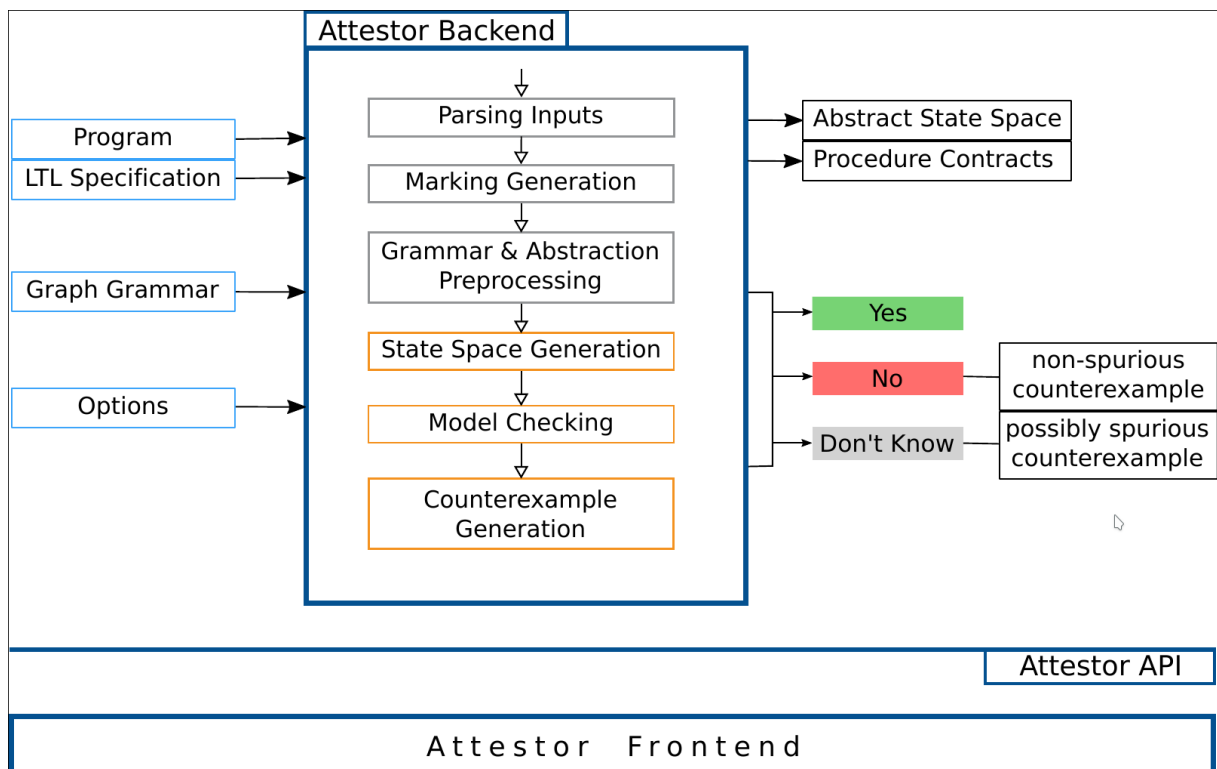 Attestor Backend
Program
LTL Specification
Graph Grammar
Options
Parsing Inputs
Marking Generation
Grammar & Abstraction
Preprocessing
State Space Generation
Model Checking
Counterexample
Generation
Abstract State Space
Procedure Contracts
Yes
No
non-spurious
counterexample
Don't Know
possibly spurious
counterexample
Attestor API
Attestor Frontend